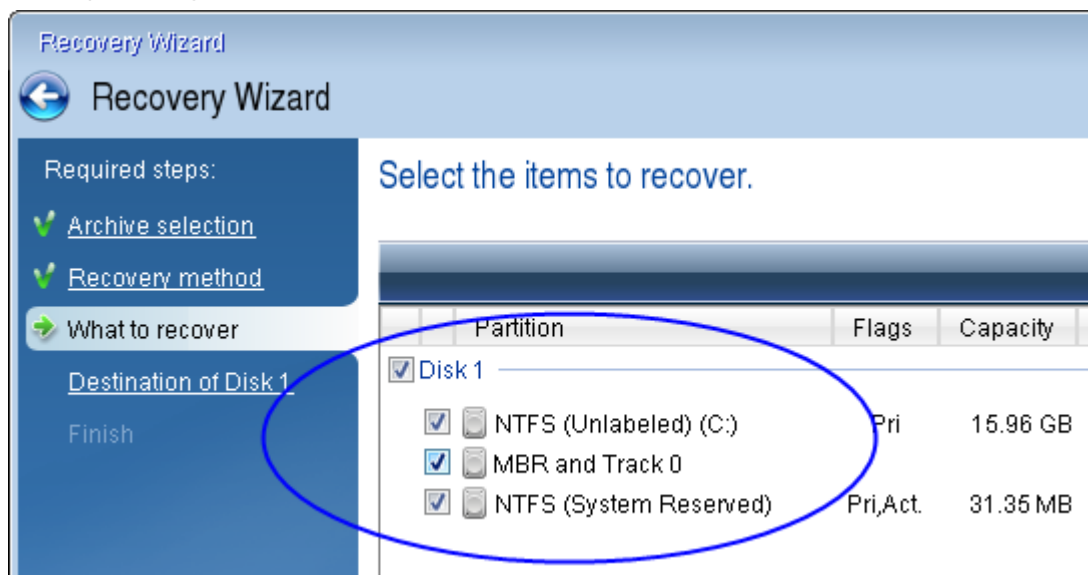 Recovery Wizard
Recovery Wizard
Required steps:
Archive selection
Recovery method
What to recover
Destination of Disk 1
Finish
Select the items to recover.
Partition Flags Capacity
Disk 1
NTFS (Unlabeled) (C:) Pri 15.96 GB
MBR and Track 0
NTFS (System Reserved) Pri,Act. 31.35 MB